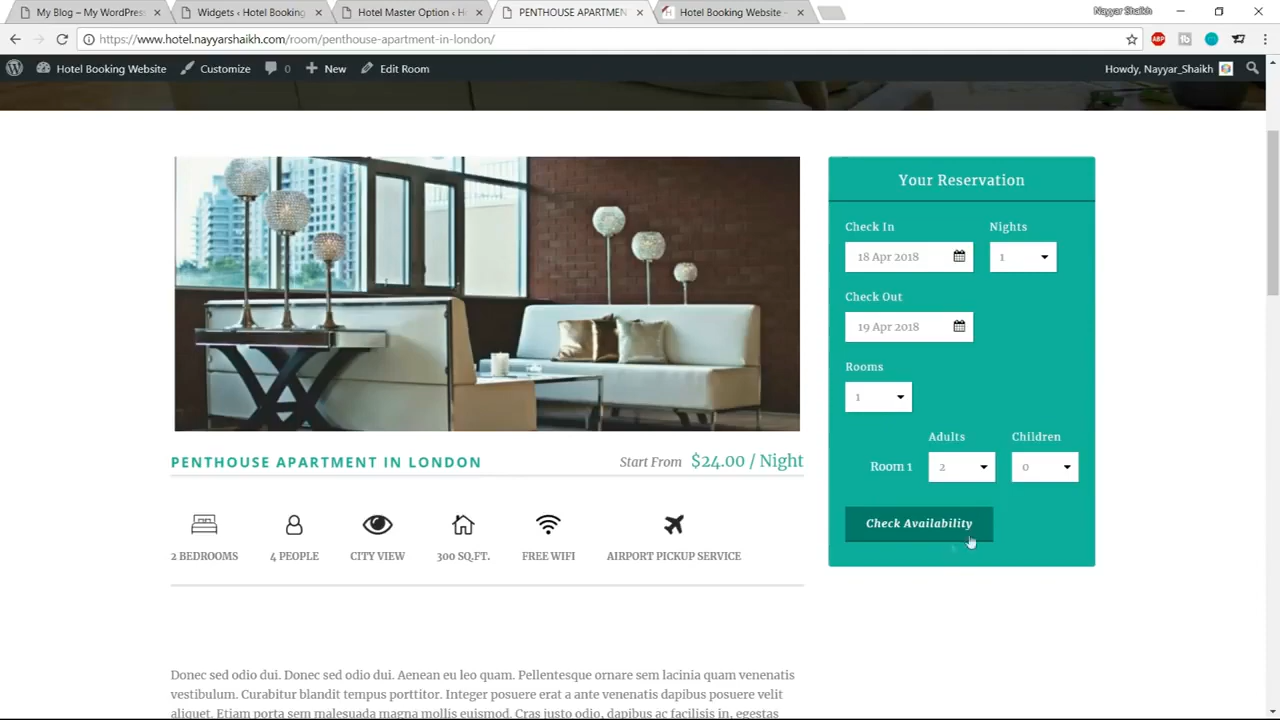 My Blog – My WordPres
Widgets ‹ Hotel Booking
Hotel Master Option ‹ H
PENTHOUSE APARTMEN
Hotel Booking Website –
Nayyar Shaikh
https://www.hotel.nayyarshaikh.com/room/penthouse-apartment-in-london/
Hotel Booking Website
Customize
0
New
Edit Room
Howdy, Nayyar_Shaikh
Your Reservation
Check In
Nights
18 Apr 2018
1
Check Out
19 Apr 2018
Rooms
1
Adults
Children
Room 1
2
0
Check Availability
PENTHOUSE APARTMENT IN LONDON
Start From $24.00 / Night
2 BEDROOMS
4 PEOPLE
CITY VIEW
300 SQ.FT.
FREE WIFI
AIRPORT PICKUP SERVICE
Donec sed odio dui. Donec sed odio dui. Aenean eu leo quam. Pellentesque ornare sem lacinia quam venenatis
vestibulum. Curabitur blandit tempus porttitor. Integer posuere erat a ante venenatis dapibus posuere velit
aliquet. Etiam porta sem malesuada magna mollis euismod. Cras justo odio, dapibus ac facilisis in, egestas